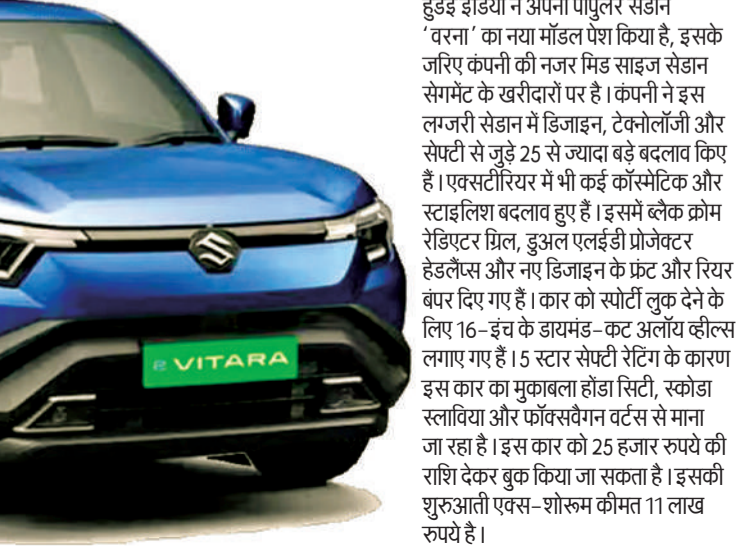 हुंडई इंडिया ने अपनी पॉपुलर सेडान
‘वरना’ का नया मॉडल पेश किया है, इसके
जरिए कंपनी की नजर मिड साइज सेडान
सेगमेंट के खरीदारों पर है। कंपनी ने इस
लग्जरी सेडान में डिजाइन, टेक्नोलॉजी और
सेफ्टी से जुड़े 25 से ज्यादा बड़े बदलाव किए
हैं। एक्सटीरियर में भी कई कॉस्मेटिक और
स्टाइलिश बदलाव हुए हैं। इसमें ब्लैक क्रोम
रेडिएटर ग्रिल, डुअल एलईडी प्रोजेक्टर
हेडलैंप्स और नए डिजाइन के फ्रंट और रियर
बंपर दिए गए हैं। कार को स्पोर्टी लुक देने के
लिए 16-इंच के डायमंड-कट अलॉय व्हील्स
लगाए गए हैं। 5 स्टार सेफ्टी रेटिंग के कारण
इस कार का मुकाबला होंडा सिटी, स्कोडा
स्लाविया और फॉक्सवैगन वर्टस से माना
जा रहा है। इस कार को 25 हजार रुपये की
राशि देकर बुक किया जा सकता है। इसकी
शुरुआती एक्स-शोरूम कीमत 11 लाख
रुपये है।
e VITARA